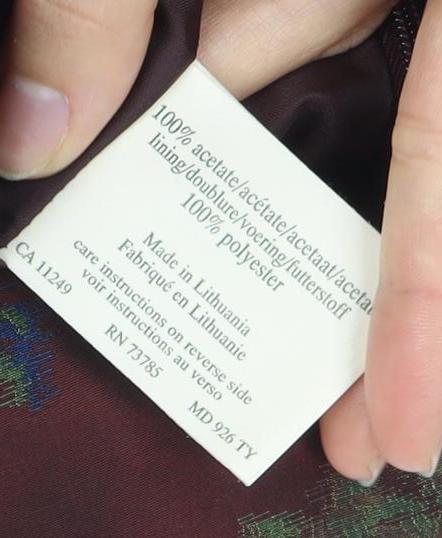 100% acetate/acétate/acetaat/acetat
lining/doublure/voering/futterstoff
100% polyester
Made in Lithuania
Fabriqué en Lithuanie
care instructions on reverse side
voir instructions au verso
CA 11249
RN 73785
MD 926 TY